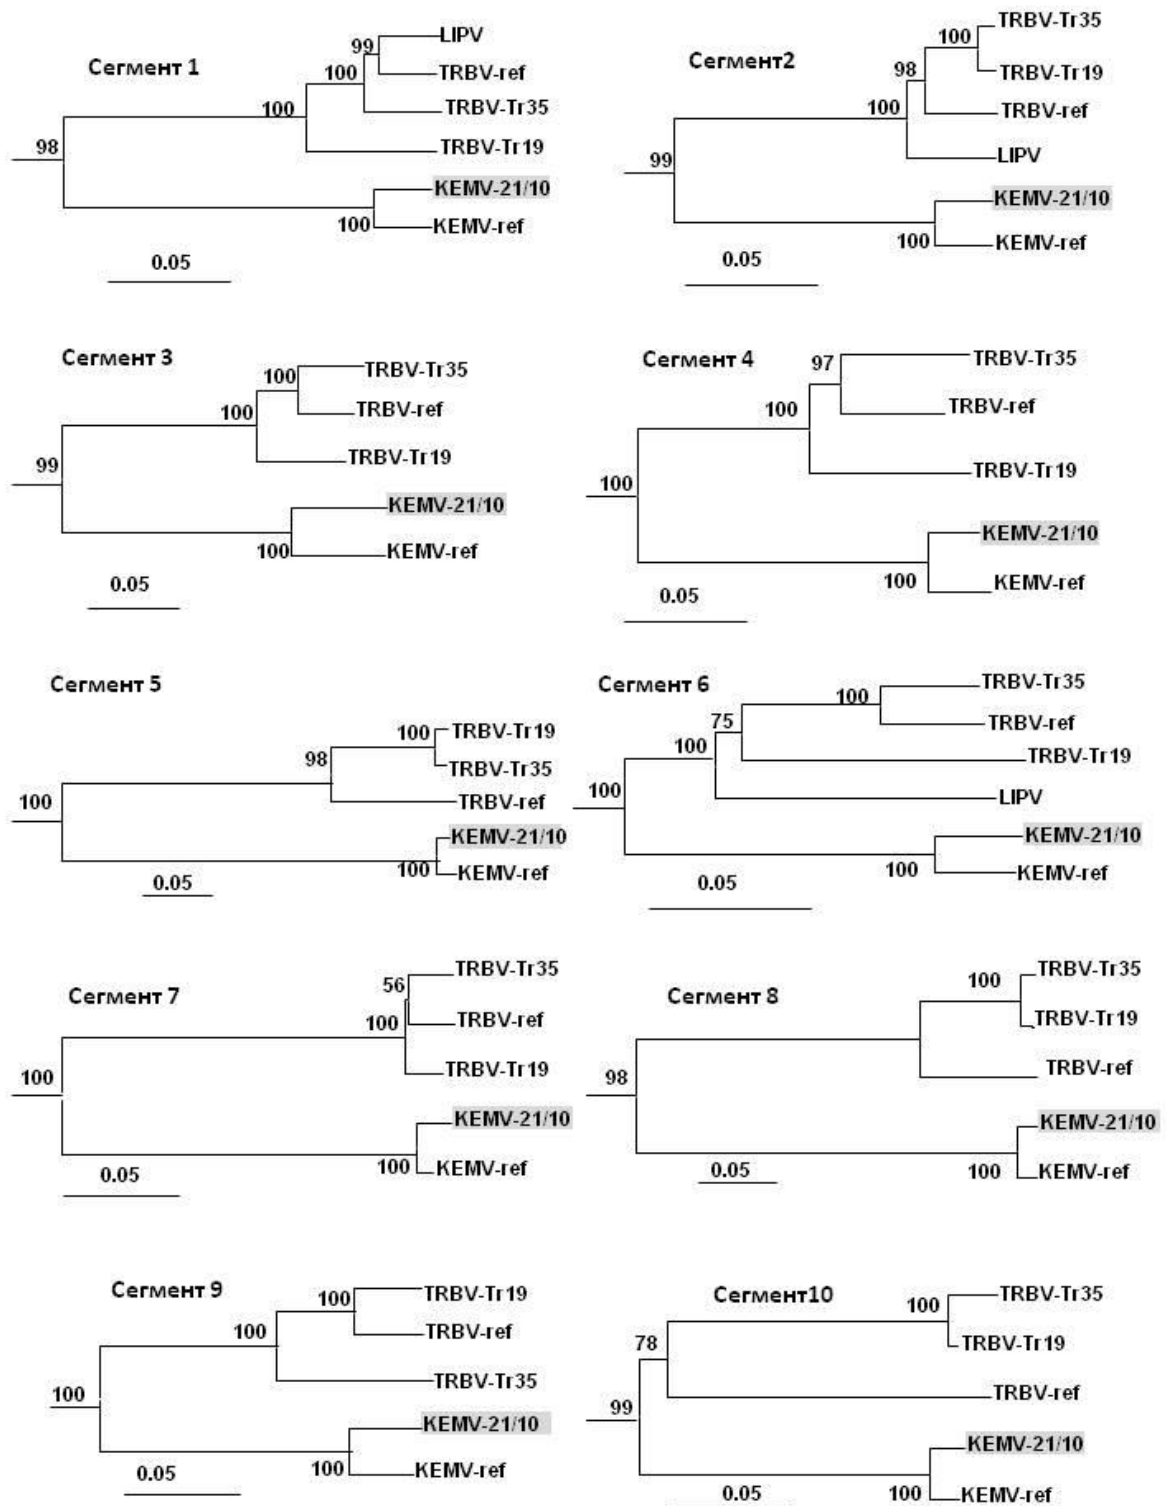 Сегмент 1
99
LIPV
TRBV-ref
100
TRBV-Tr35
100
TRBV-Tr19
98
KEMV-21/10
100
KEMV-ref
0.05
Сегмент2
TRBV-Tr35
100
TRBV-Tr19
98
TRBV-ref
100
LIPV
99
KEMV-21/10
100
KEMV-ref
0.05
Сегмент 3
TRBV-Tr35
100
TRBV-ref
100
TRBV-Tr19
99
KEMV-21/10
100
KEMV-ref
0.05
Сегмент 4
97
TRBV-Tr35
TRBV-ref
100
TRBV-Tr19
100
KEMV-21/10
100
KEMV-ref
0.05
Сегмент 5
100
TRBV-Tr19
98
TRBV-Tr35
TRBV-ref
100
KEMV-21/10
100
KEMV-ref
0.05
Сегмент 6
TRBV-Tr35
100
TRBV-ref
75
100
TRBV-Tr19
LIPV
100
KEMV-21/10
100
KEMV-ref
0.05
Сегмент 7
TRBV-Tr35
56
TRBV-ref
100
TRBV-Tr19
100
KEMV-21/10
100
KEMV-ref
0.05
Сегмент 8
TRBV-Tr35
100
TRBV-Tr19
TRBV-ref
98
KEMV-21/10
100
KEMV-ref
0.05
Сегмент 9
TRBV-Tr19
100
TRBV-ref
100
TRBV-Tr35
100
KEMV-21/10
100
KEMV-ref
0.05
Сегмент10
TRBV-Tr35
100
TRBV-Tr19
78
TRBV-ref
99
KEMV-21/10
100
KEMV-ref
0.05